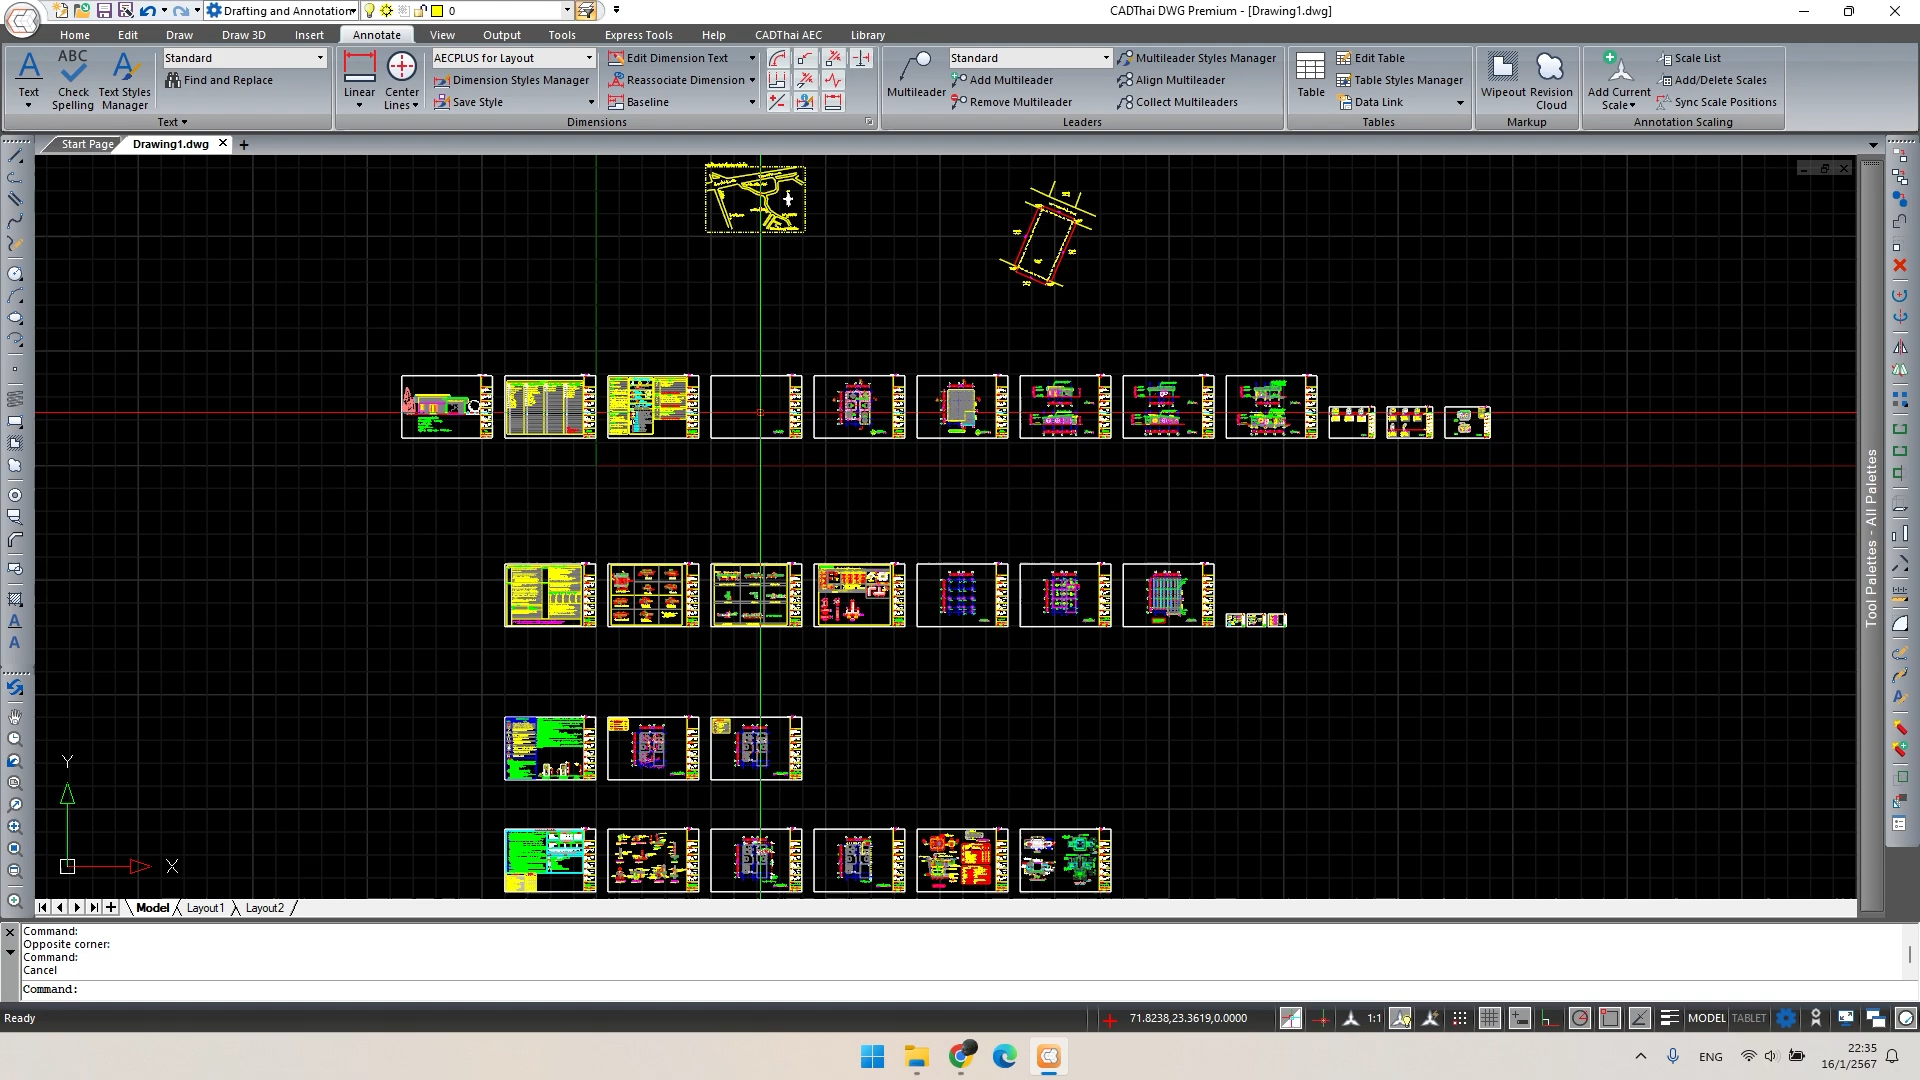 Drafting and Annotation
0
CADThai DWG Premium - [Drawing1.dwg]
Home Edit Draw Draw 3D Insert Annotate View Output Tools Express Tools Help CADThai AEC Library
Text
ABC
Check Spelling
Text Styles Manager
Standard
Find and Replace
Text
Linear
Center Lines
AECPLUS for Layout
Dimension Styles Manager
Save Style
Edit Dimension Text
Reassociate Dimension
Baseline
Dimensions
Multileader
Standard
Add Multileader
Remove Multileader
Multileader Styles Manager
Align Multileader
Collect Multileaders
Leaders
Table
Edit Table
Table Styles Manager
Data Link
Tables
Wipeout
Revision Cloud
Markup
Add Current Scale
Scale List
Add/Delete Scales
Sync Scale Positions
Annotation Scaling
Start Page
Drawing1.dwg
Tool Palettes - All Palettes
Y
X
Model Layout1 Layout2
Command:
Opposite corner:
Command:
Cancel
Command:
Ready
71.8238,23.3619,0.0000
1:1
MODEL
TABLET
ENG
22:35
16/1/2567